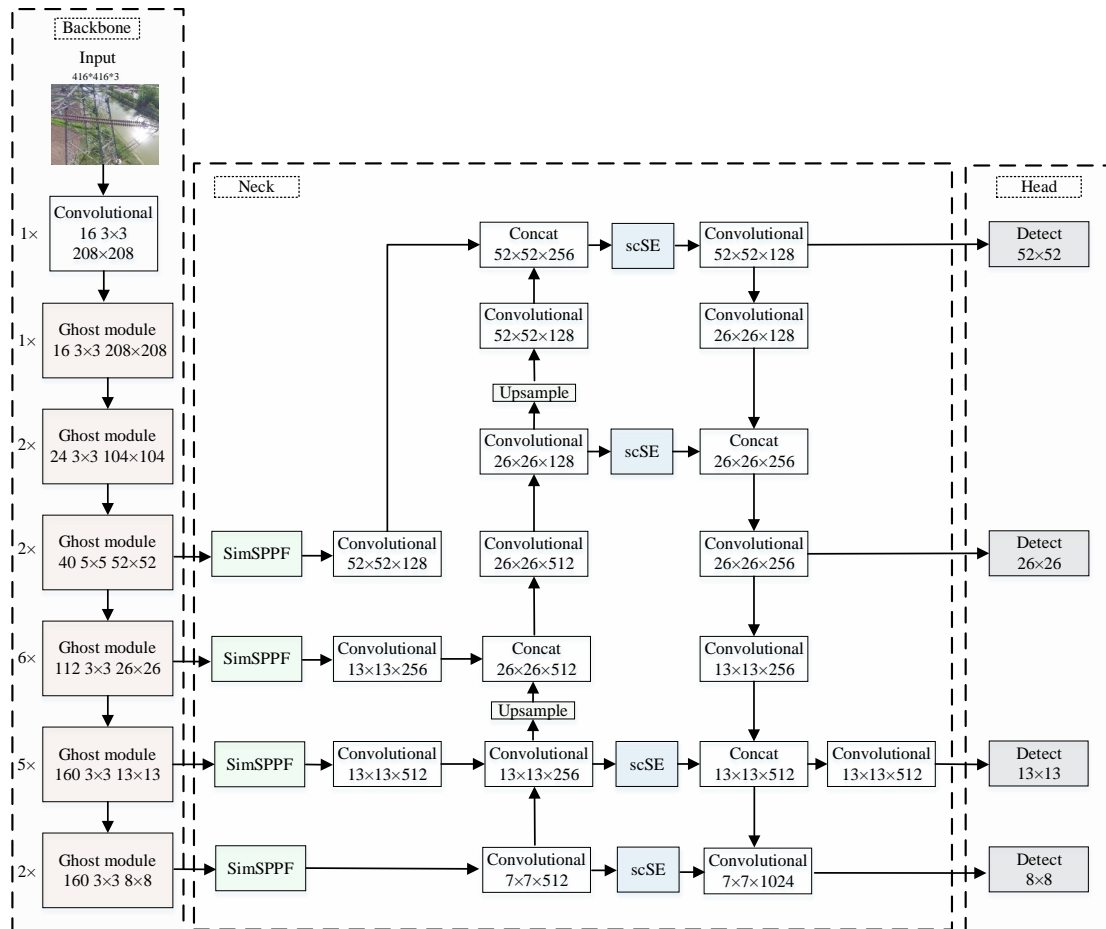 Backbone
Input
416*416*3
1×
Convolutional
16 3×3
208×208
1×
Ghost module
16 3×3 208×208
2×
Ghost module
24 3×3 104×104
2×
Ghost module
40 5×5 52×52
6×
Ghost module
112 3×3 26×26
5×
Ghost module
160 3×3 13×13
2×
Ghost module
160 3×3 8×8
Neck
Concat
52×52×256
scSE
Convolutional
52×52×128
Convolutional
52×52×128
Convolutional
26×26×128
Upsample
Convolutional
26×26×128
scSE
Concat
26×26×256
SimSPPF
Convolutional
52×52×128
Convolutional
26×26×512
Convolutional
26×26×256
SimSPPF
Convolutional
13×13×256
Concat
26×26×512
Convolutional
13×13×256
Upsample
SimSPPF
Convolutional
13×13×512
Convolutional
13×13×256
scSE
Concat
13×13×512
Convolutional
13×13×512
SimSPPF
Convolutional
7×7×512
scSE
Convolutional
7×7×1024
Head
Detect
52×52
Detect
26×26
Detect
13×13
Detect
8×8